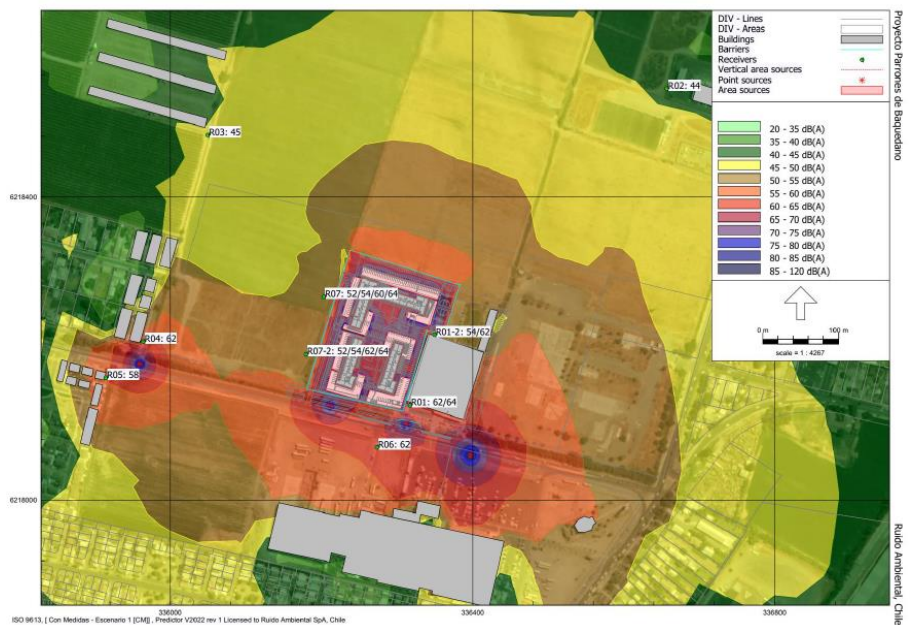 Proyecto Parrones de Baquedano
DIV - Lines
DIV - Areas
Buildings
Barriers
Receivers
Vertical area sources
Point sources
Area sources
20 - 35 dB(A)
35 - 40 dB(A)
40 - 45 dB(A)
45 - 50 dB(A)
50 - 55 dB(A)
55 - 60 dB(A)
60 - 65 dB(A)
65 - 70 dB(A)
70 - 75 dB(A)
75 - 80 dB(A)
80 - 85 dB(A)
85 - 120 dB(A)
0 m 100 m
scale = 1 : 4267
R02: 44
R03: 45
6218400
R07: 52/54/60/64
R01-2: 54/62
R04: 62
R07-2: 52/54/62/64
R05: 58
R01: 62/64
R06: 62
6218000
336000 336400 336800
Ruido Ambiental, Chile
ISO 9613, [ Con Medidas - Escenario 1 [CM]] , Predictor V2022 rev 1 Licensed to Ruido Ambiental SpA, Chile